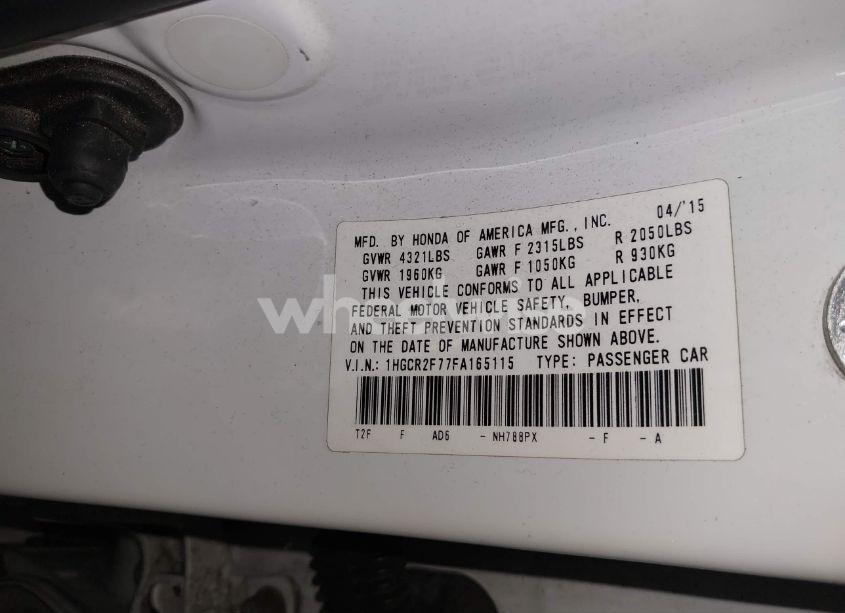 04/'15
MFD. BY HONDA OF AMERICA MFG., INC.
GVWR 4321LBS GAWR F 2315LBS R 2050LBS
GVWR 1960KG GAWR F 1050KG R 930KG
THIS VEHICLE CONFORMS TO ALL APPLICABLE
FEDERAL MOTOR VEHICLE SAFETY, BUMPER,
AND THEFT PREVENTION STANDARDS IN EFFECT
ON THE DATE OF MANUFACTURE SHOWN ABOVE.
V.I.N.: 1HGCR2F77FA165115 TYPE: PASSENGER CAR
T2F F AD6 - NH788PX - F - A